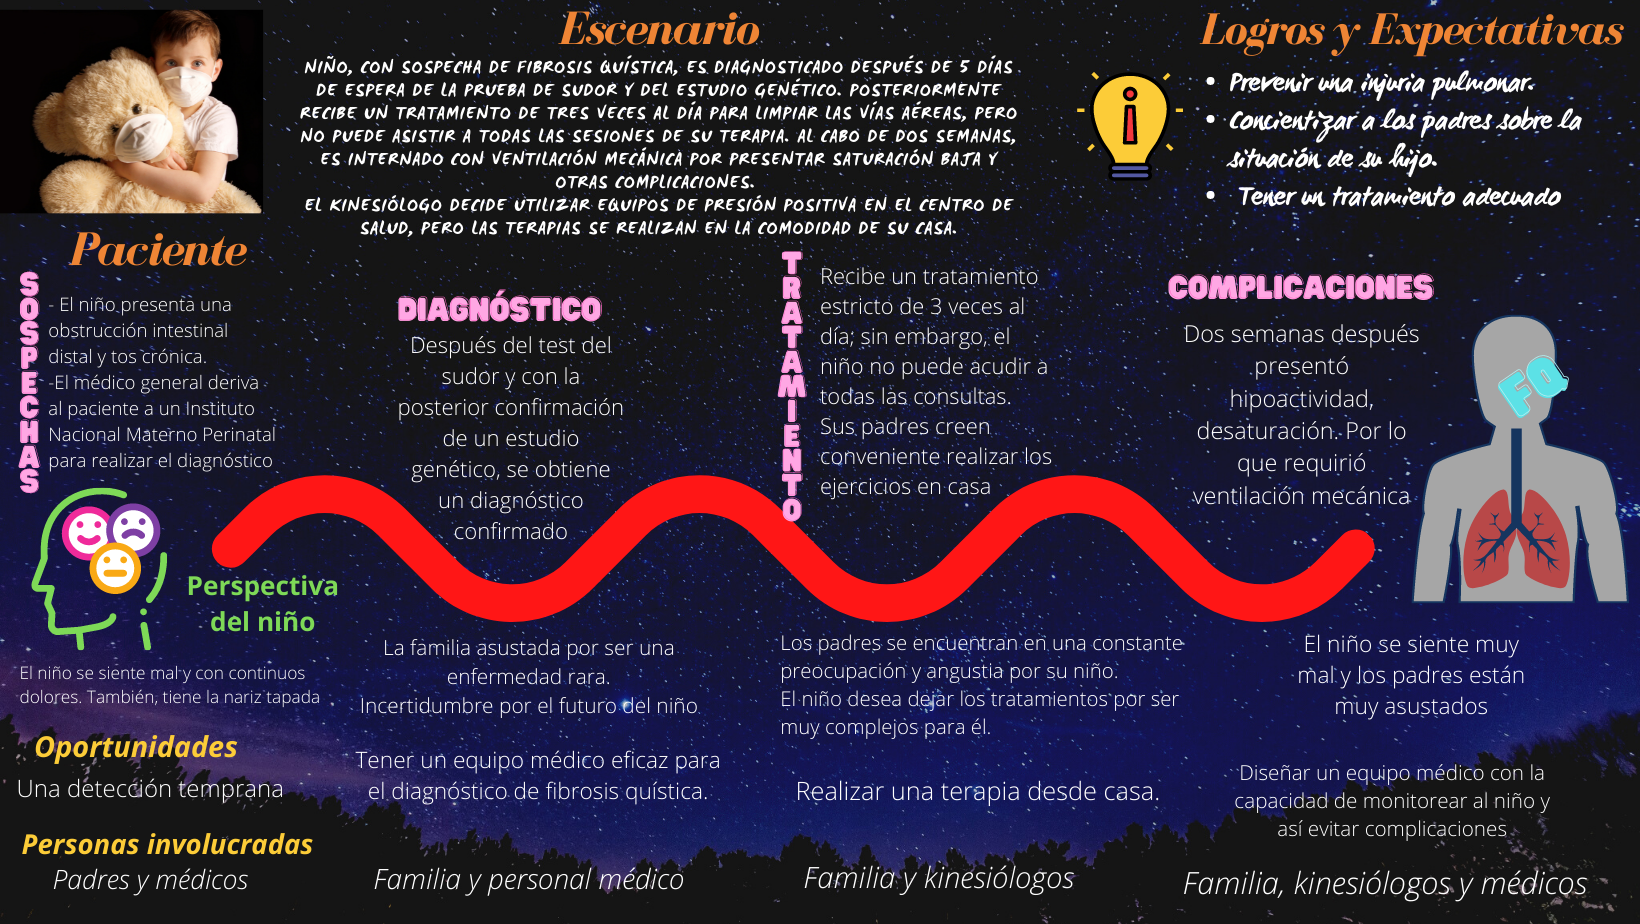 Escenario
NIÑO, CON SOSPECHA DE FIBROSIS QUÍSTICA, ES DIAGNOSTICADO DESPUÉS DE 5 DÍAS
DE ESPERA DE LA PRUEBA DE SUDOR Y DEL ESTUDIO GENÉTICO. POSTERIORMENTE
RECIBE UN TRATAMIENTO DE TRES VECES AL DÍA PARA LIMPIAR LAS VÍAS AÉREAS, PERO
NO PUEDE ASISTIR A TODAS LAS SESIONES DE SU TERAPIA. AL CABO DE DOS SEMANAS,
ES INTERNADO CON VENTILACIÓN MECÁNICA POR PRESENTAR SATURACIÓN BAJA Y
OTRAS COMPLICACIONES.
EL KINESIÓLOGO DECIDE UTILIZAR EQUIPOS DE PRESIÓN POSITIVA EN EL CENTRO DE
SALUD, PERO LAS TERAPIAS SE REALIZAN EN LA COMODIDAD DE SU CASA.
Logros y Expectativas
• Prevenir una injuria pulmonar.
• Concientizar a los padres sobre la
situación de su hijo.
• Tener un tratamiento adecuado
Paciente
SOSPECHAS
- El niño presenta una
obstrucción intestinal
distal y tos crónica.
-El médico general deriva
al paciente a un Instituto
Nacional Materno Perinatal
para realizar el diagnóstico
DIAGNÓSTICO
Después del test del
sudor y con la
posterior confirmación
de un estudio
genético, se obtiene
un diagnóstico
confirmado
TRATAMIENTO
Recibe un tratamiento
estricto de 3 veces al
día; sin embargo, el
niño no puede acudir a
todas las consultas.
Sus padres creen
conveniente realizar los
ejercicios en casa
COMPLICACIONES
Dos semanas después
presentó
hipoactividad,
desaturación. Por lo
que requirió
ventilación mecánica
FQ
Perspectiva
del niño
El niño se siente mal y con continuos
dolores. También, tiene la nariz tapada
La familia asustada por ser una
enfermedad rara.
Incertidumbre por el futuro del niño
Los padres se encuentran en una constante
preocupación y angustia por su niño.
El niño desea dejar los tratamientos por ser
muy complejos para él.
El niño se siente muy
mal y los padres están
muy asustados
Oportunidades
Una detección temprana
Tener un equipo médico eficaz para
el diagnóstico de fibrosis quística.
Realizar una terapia desde casa.
Diseñar un equipo médico con la
capacidad de monitorear al niño y
así evitar complicaciones
Personas involucradas
Padres y médicos
Familia y personal médico
Familia y kinesiólogos
Familia, kinesiólogos y médicos